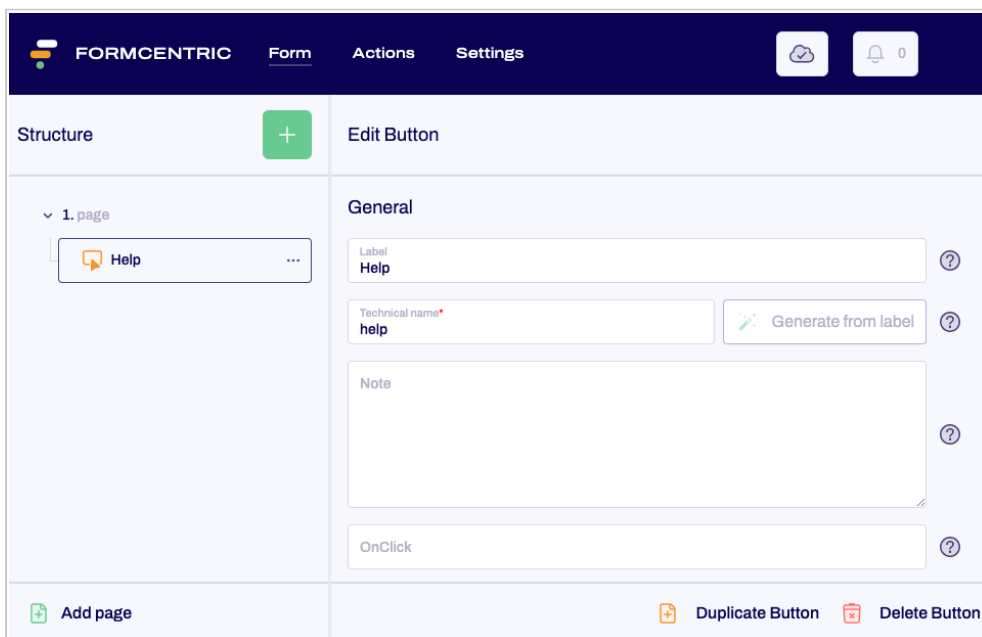 FORMCENTRIC Form Actions Settings 0
Structure + Edit Button
General
1. page
Label
Help ... Help ?
Technical name*
help Generate from label ?
Note
?
OnClick ?
Add page Duplicate Button Delete Button